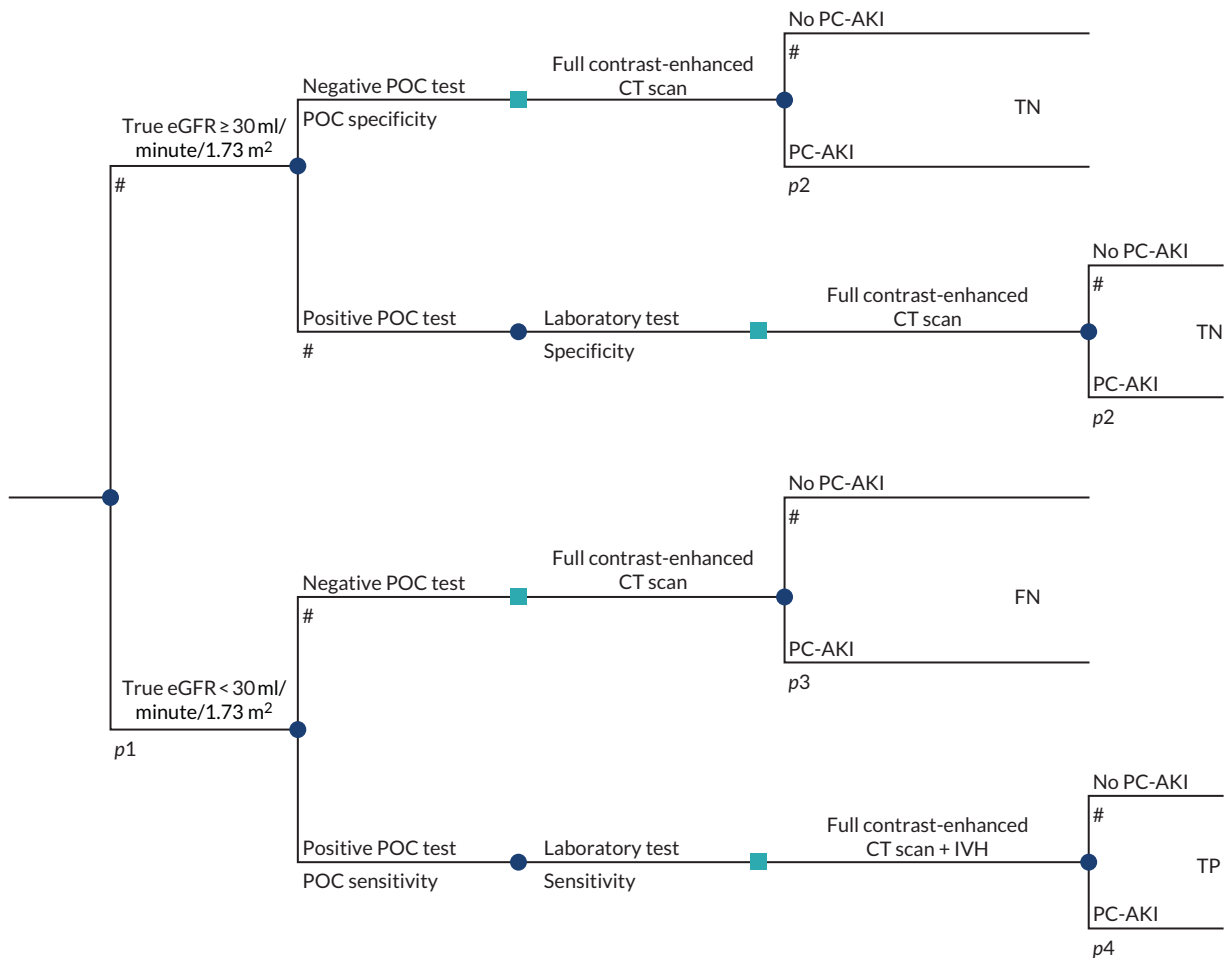 No PC-AKI
#
Full contrast-enhanced
CT scan
Negative POC test
POC specificity
TN
True eGFR ≥ 30 ml/
minute/1.73 m²
#
PC-AKI
p2
No PC-AKI
#
Full contrast-enhanced
CT scan
Positive POC test
#
Laboratory test
Specificity
TN
PC-AKI
p2
No PC-AKI
#
Full contrast-enhanced
CT scan
Negative POC test
#
FN
PC-AKI
p3
True eGFR < 30 ml/
minute/1.73 m²
p1
No PC-AKI
#
Full contrast-enhanced
CT scan + IVH
Positive POC test
POC sensitivity
Laboratory test
Sensitivity
TP
PC-AKI
p4